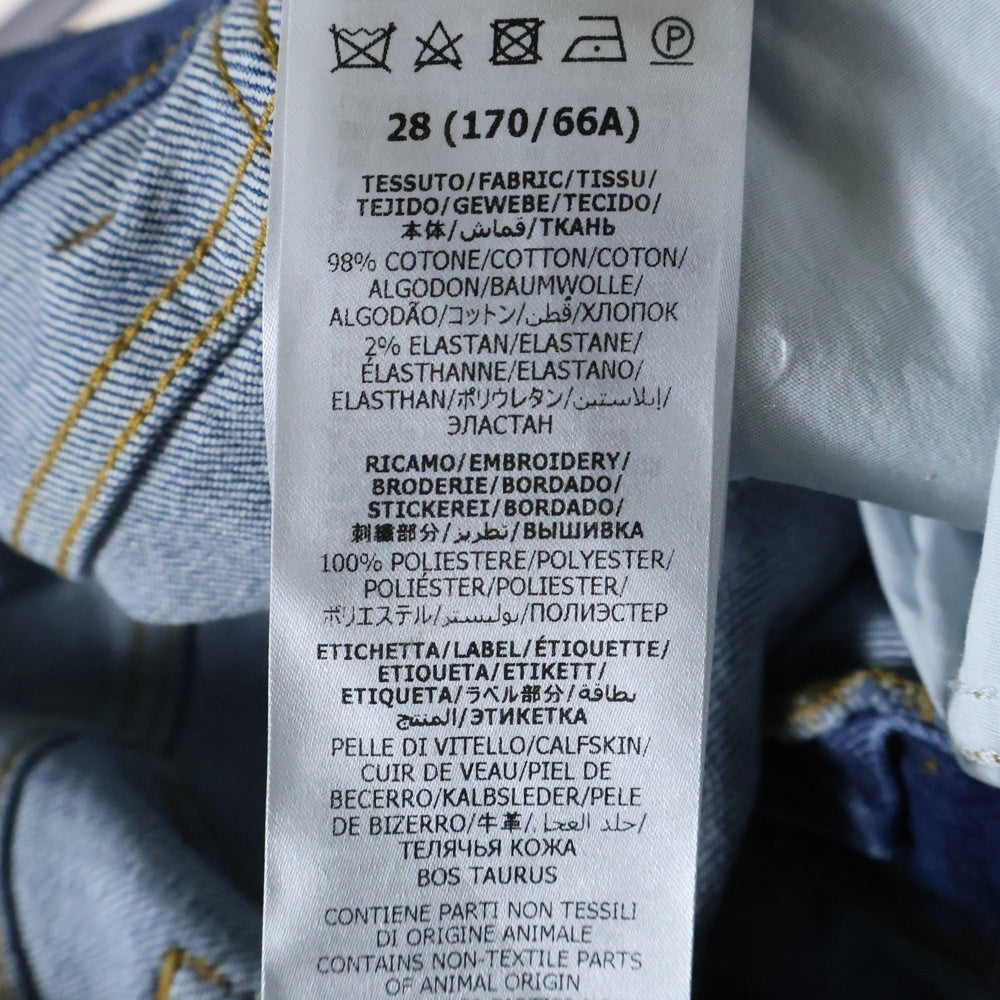 P
28 (170/66A)
TESSUTO/FABRIC/TISSU/
TEJIDO/GEWEBE/TECIDO/
本体/قماش/ТКАНЬ
98% COTONE/COTTON/COTON/
ALGODON/BAUMWOLLE/
ALGODÃO/コットン/قطن/ХЛОПОК
2% ELASTAN/ELASTANE/
ÉLASTHANNE/ELASTANO/
ELASTHAN/ポリウレタン/إيلاستين/
ЭЛАСТАН
RICAMO/EMBROIDERY/
BRODERIE/BORDADO/
STICKEREI/BORDADO/
刺繍部分/تطريز/ВЫШИВКА
100% POLIESTERE/POLYESTER/
POLIÉSTER/POLIESTER/
ポリエステル/بوليستر/ПОЛИЭСТЕР
ETICHETTA/LABEL/ÉTIQUETTE/
ETIQUETA/ETIKETT/
ETIQUETA/ラベル部分/بطاقة
المنتج/ЭТИКЕТКА
PELLE DI VITELLO/CALFSKIN/
CUIR DE VEAU/PIEL DE
BECERRO/KALBSLEDER/PELE
DE BIZERRO/牛革/جلد العجل/
ТЕЛЯЧЬЯ КОЖА
BOS TAURUS
CONTIENE PARTI NON TESSILI
DI ORIGINE ANIMALE
CONTAINS NON-TEXTILE PARTS
OF ANIMAL ORIGIN